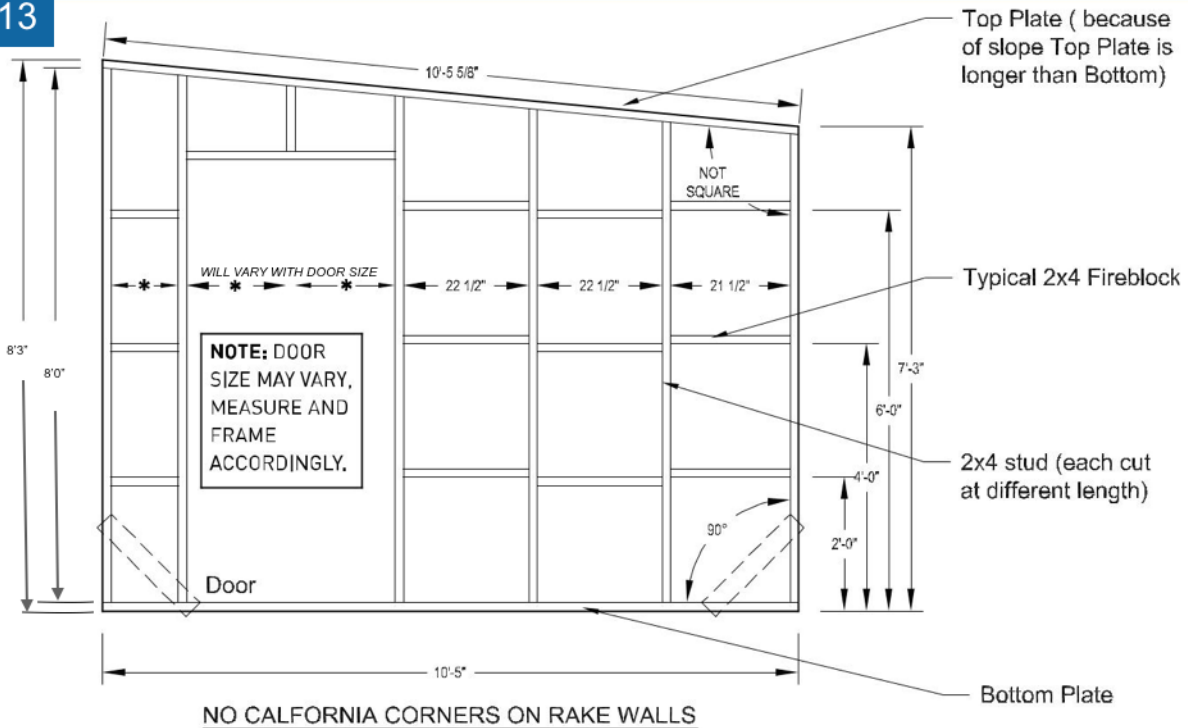 13
Top Plate ( because
of slope Top Plate is
longer than Bottom)
10'-5 5/8"
NOT
SQUARE
WILL VARY WITH DOOR SIZE
* * *
22 1/2" 22 1/2" 21 1/2"
Typical 2x4 Fireblock
8'3"
8'0"
NOTE: DOOR
SIZE MAY VARY,
MEASURE AND
FRAME
ACCORDINGLY.
7'-3"
6'-0"
4'-0"
2'-0"
2x4 stud (each cut
at different length)
90°
Door
10'-5"
Bottom Plate
NO CALFORNIA CORNERS ON RAKE WALLS